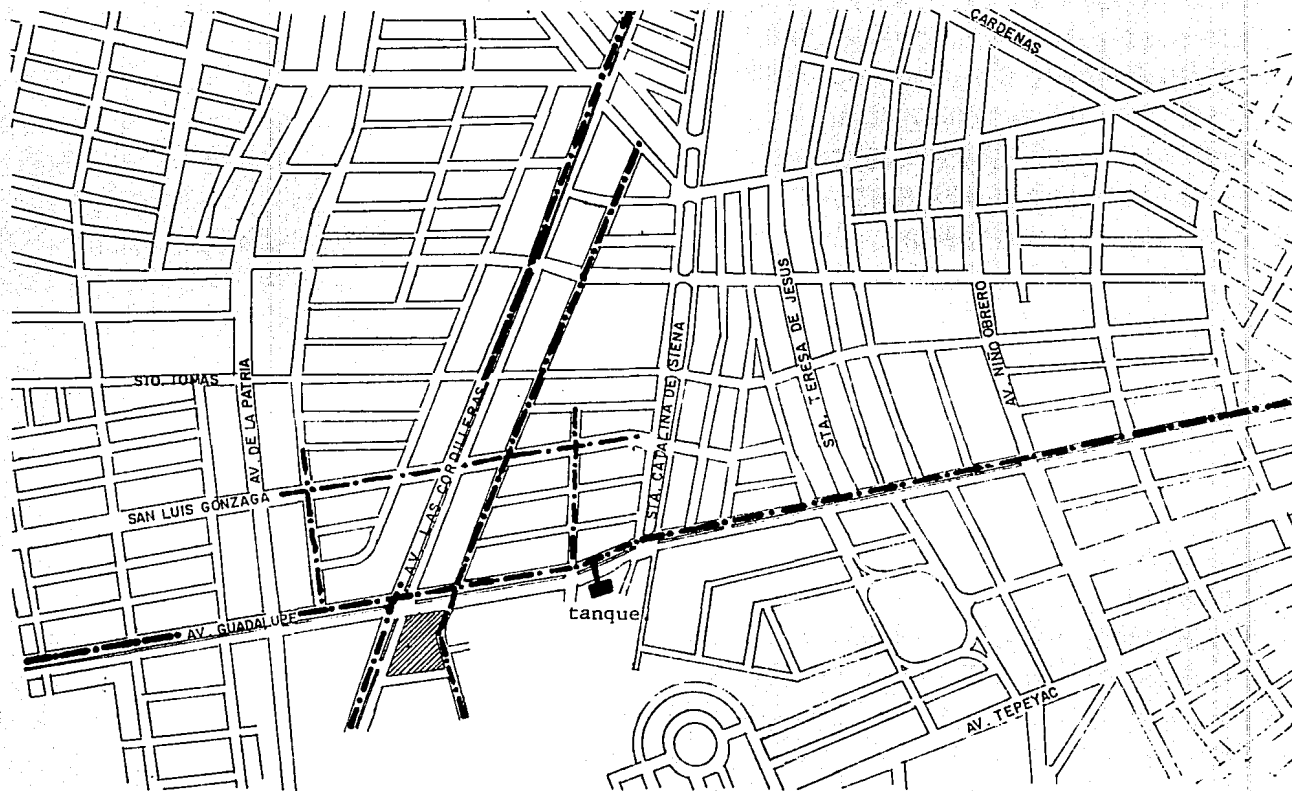 CARDENAS
STO. TOMAS
AV. DE LA PATRIA
SAN LUIS GONZAGA
AV. LAS CORDILLERAS
STA. CATALINA DE SIENA
STA. TERESA DE JESUS
AV. NIÑO OBRERO
AV. GUADALUPE
tanque
AV. TEPEYAC